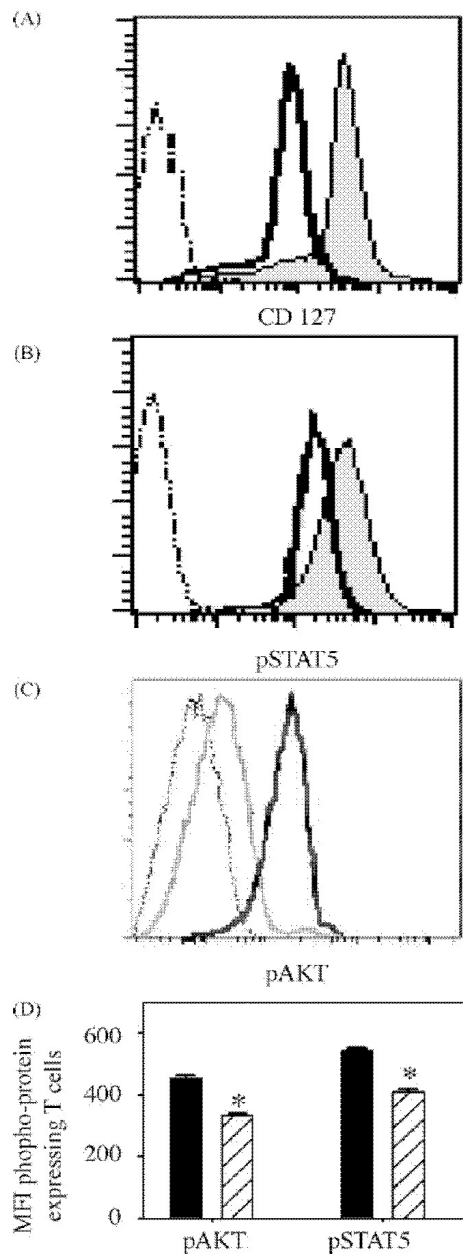 (A)
CD 127
(B)
pSTAT5
(C)
pAKT
(D)
MFI phopho-protein
expressing T cells
600
400
200
0
*
*
pAKT
pSTAT5